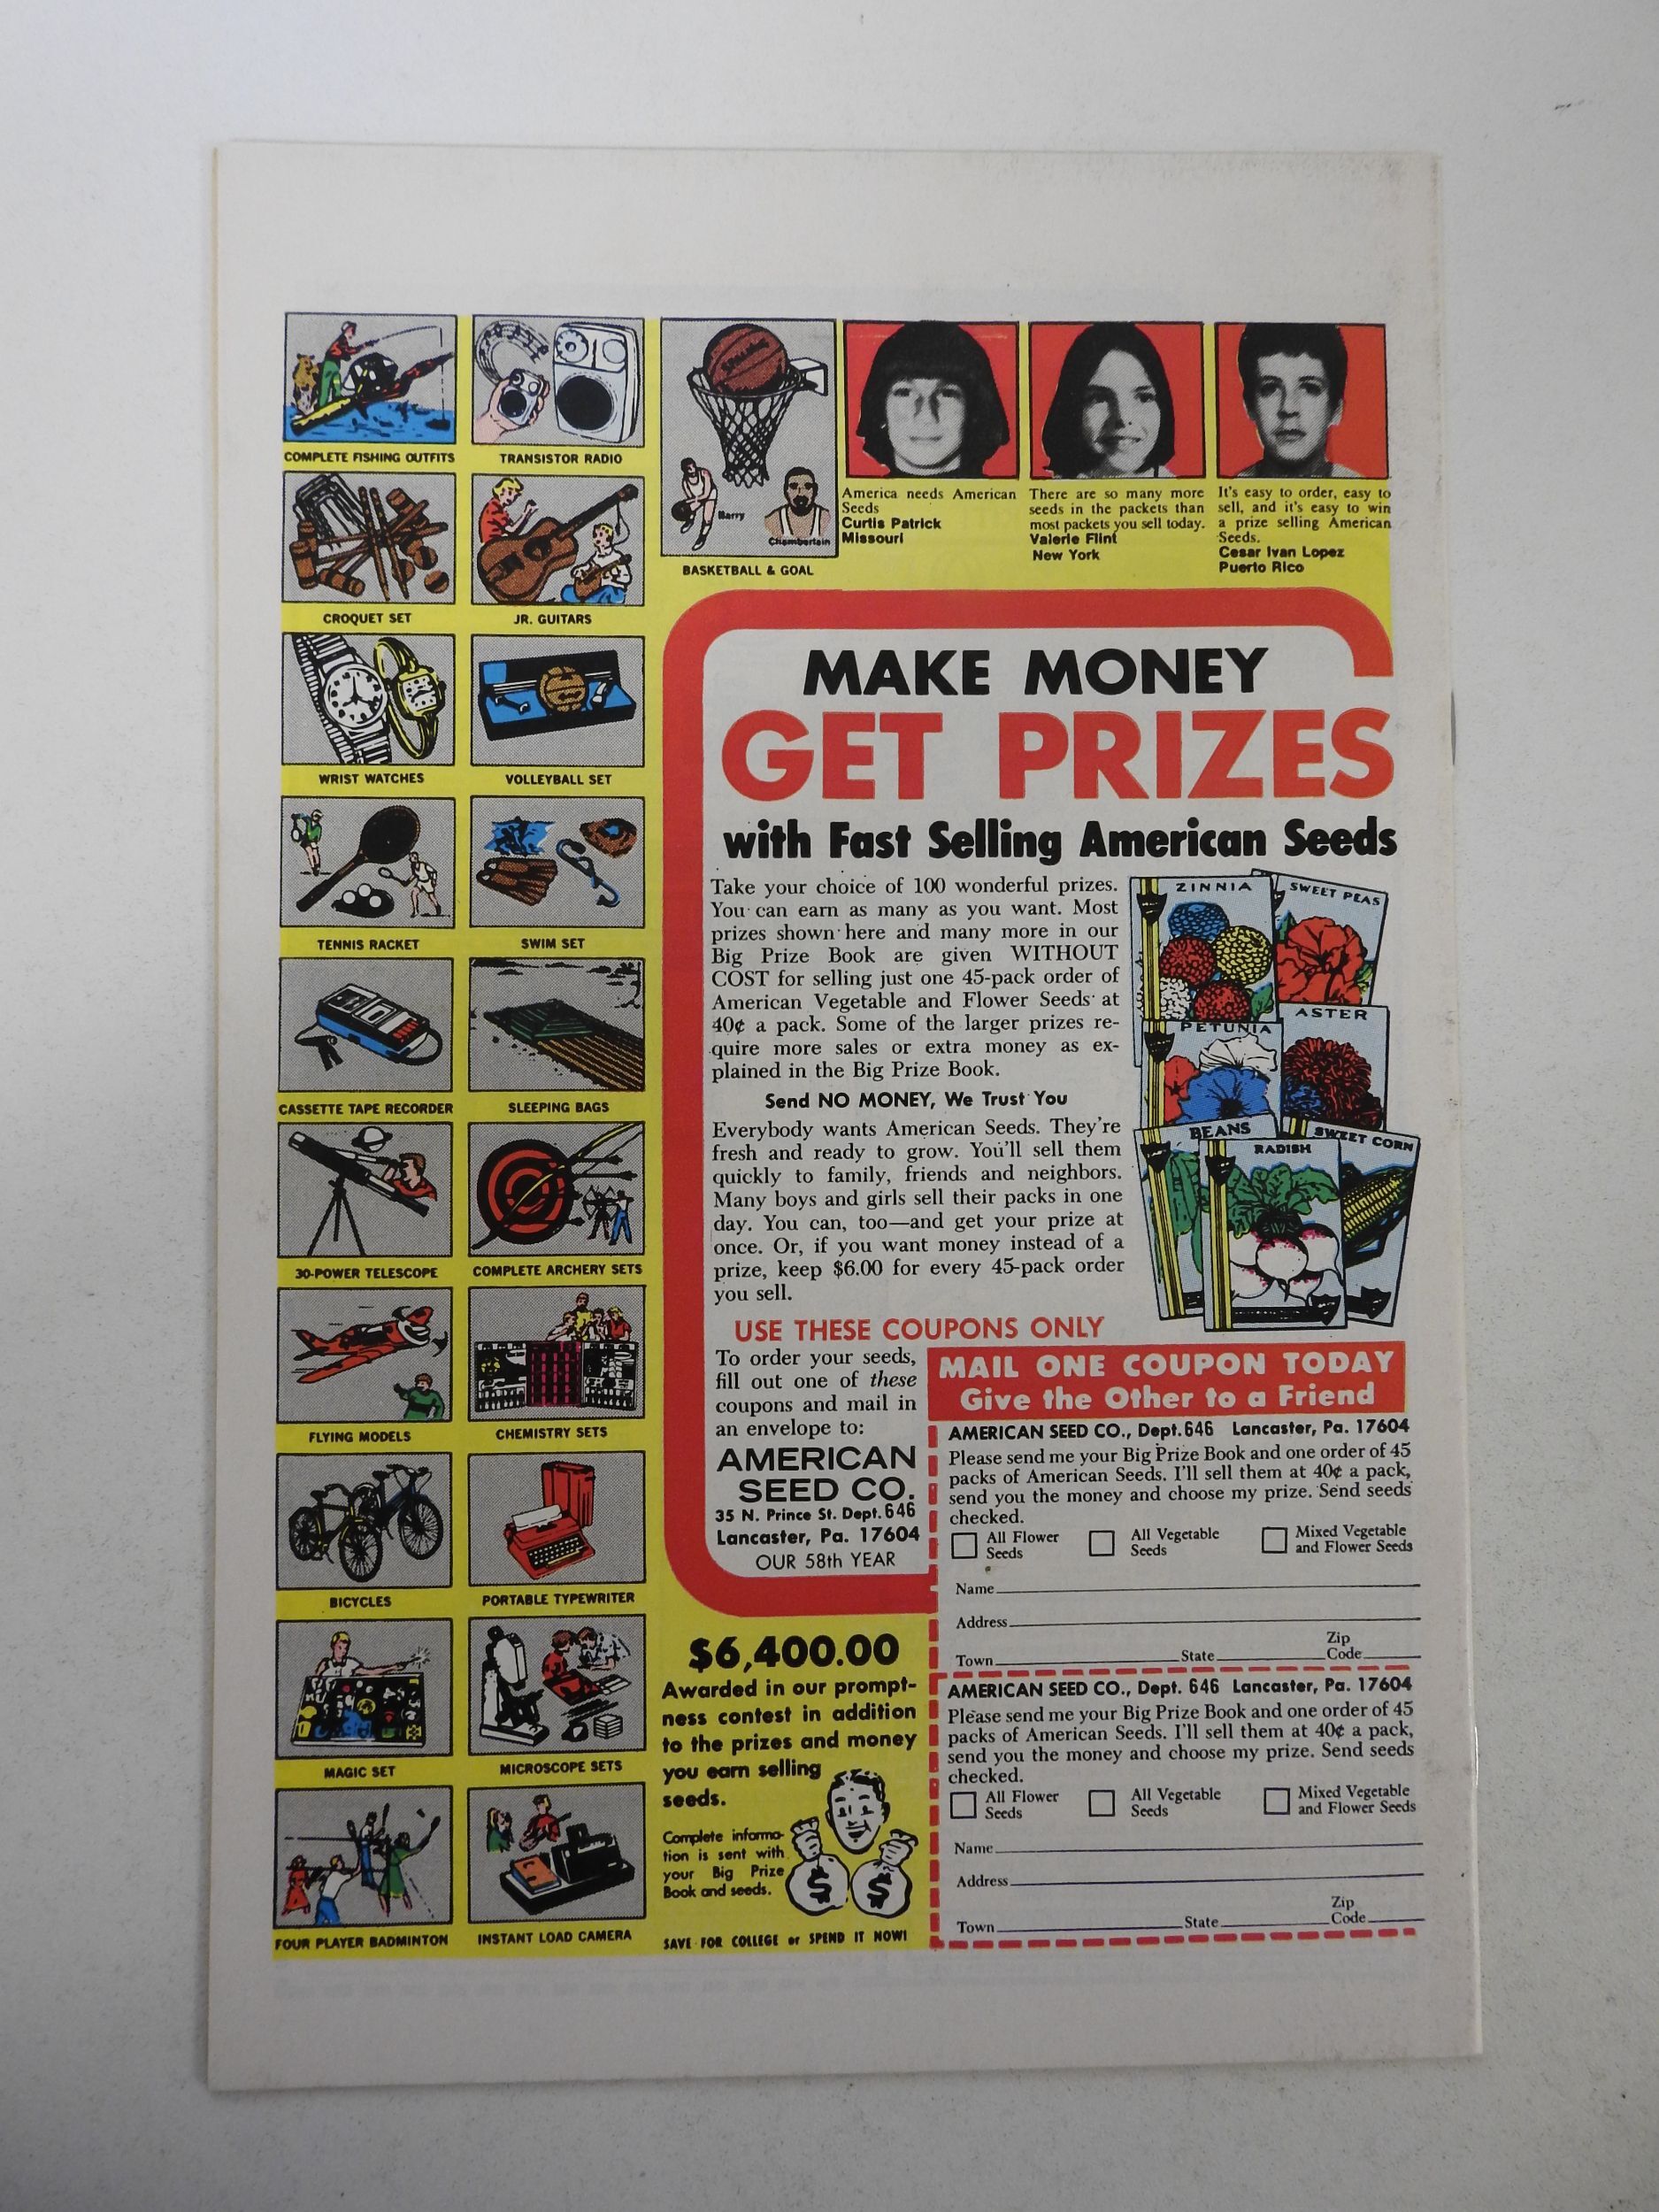 COMPLETE FISHING OUTFITS
TRANSISTOR RADIO
CROQUET SET
JR. GUITARS
WRIST WATCHES
VOLLEYBALL SET
TENNIS RACKET
SWIM SET
CASSETTE TAPE RECORDER
SLEEPING BAGS
30-POWER TELESCOPE
COMPLETE ARCHERY SETS
FLYING MODELS
CHEMISTRY SETS
BICYCLES
PORTABLE TYPEWRITER
MAGIC SET
MICROSCOPE SETS
FOUR PLAYER BADMINTON
INSTANT LOAD CAMERA
SPALDING
Barry
Chamberlain
BASKETBALL & GOAL
America needs American
Seeds
Curtis Patrick
Missouri
There are so many more
seeds in the packets than
most packets you sell today.
Valerie Flint
New York
It's easy to order, easy to
sell, and it's easy to win
a prize selling American
Seeds.
Cesar Ivan Lopez
Puerto Rico
MAKE MONEY
GET PRIZES
with Fast Selling American Seeds
Take your choice of 100 wonderful prizes.
You can earn as many as you want. Most
prizes shown here and many more in our
Big Prize Book are given WITHOUT
COST for selling just one 45-pack order of
American Vegetable and Flower Seeds at
40¢ a pack. Some of the larger prizes re-
quire more sales or extra money as ex-
plained in the Big Prize Book.
Send NO MONEY, We Trust You
Everybody wants American Seeds. They're
fresh and ready to grow. You'll sell them
quickly to family, friends and neighbors.
Many boys and girls sell their packs in one
day. You can, too—and get your prize at
once. Or, if you want money instead of a
prize, keep $6.00 for every 45-pack order
you sell.
ZINNIA
SWEET PEAS
PETUNIA
ASTER
BEANS
RADISH
SWEET CORN
USE THESE COUPONS ONLY
To order your seeds,
fill out one of these
coupons and mail in
an envelope to:
AMERICAN
SEED CO.
35 N. Prince St. Dept. 646
Lancaster, Pa. 17604
OUR 58th YEAR
$6,400.00
Awarded in our prompt-
ness contest in addition
to the prizes and money
you earn selling
seeds.
Complete informa-
tion is sent with
your Big Prize
Book and seeds.
$ $
SAVE FOR COLLEGE or SPEND IT NOW!
MAIL ONE COUPON TODAY
Give the Other to a Friend
AMERICAN SEED CO., Dept. 646 Lancaster, Pa. 17604
Please send me your Big Prize Book and one order of 45
packs of American Seeds. I'll sell them at 40¢ a pack,
send you the money and choose my prize. Send seeds
checked.
All Flower Seeds
All Vegetable Seeds
Mixed Vegetable and Flower Seeds
Name
Address
Town State Zip Code
AMERICAN SEED CO., Dept. 646 Lancaster, Pa. 17604
Please send me your Big Prize Book and one order of 45
packs of American Seeds. I'll sell them at 40¢ a pack,
send you the money and choose my prize. Send seeds
checked.
All Flower Seeds
All Vegetable Seeds
Mixed Vegetable and Flower Seeds
Name
Address
Town State Zip Code